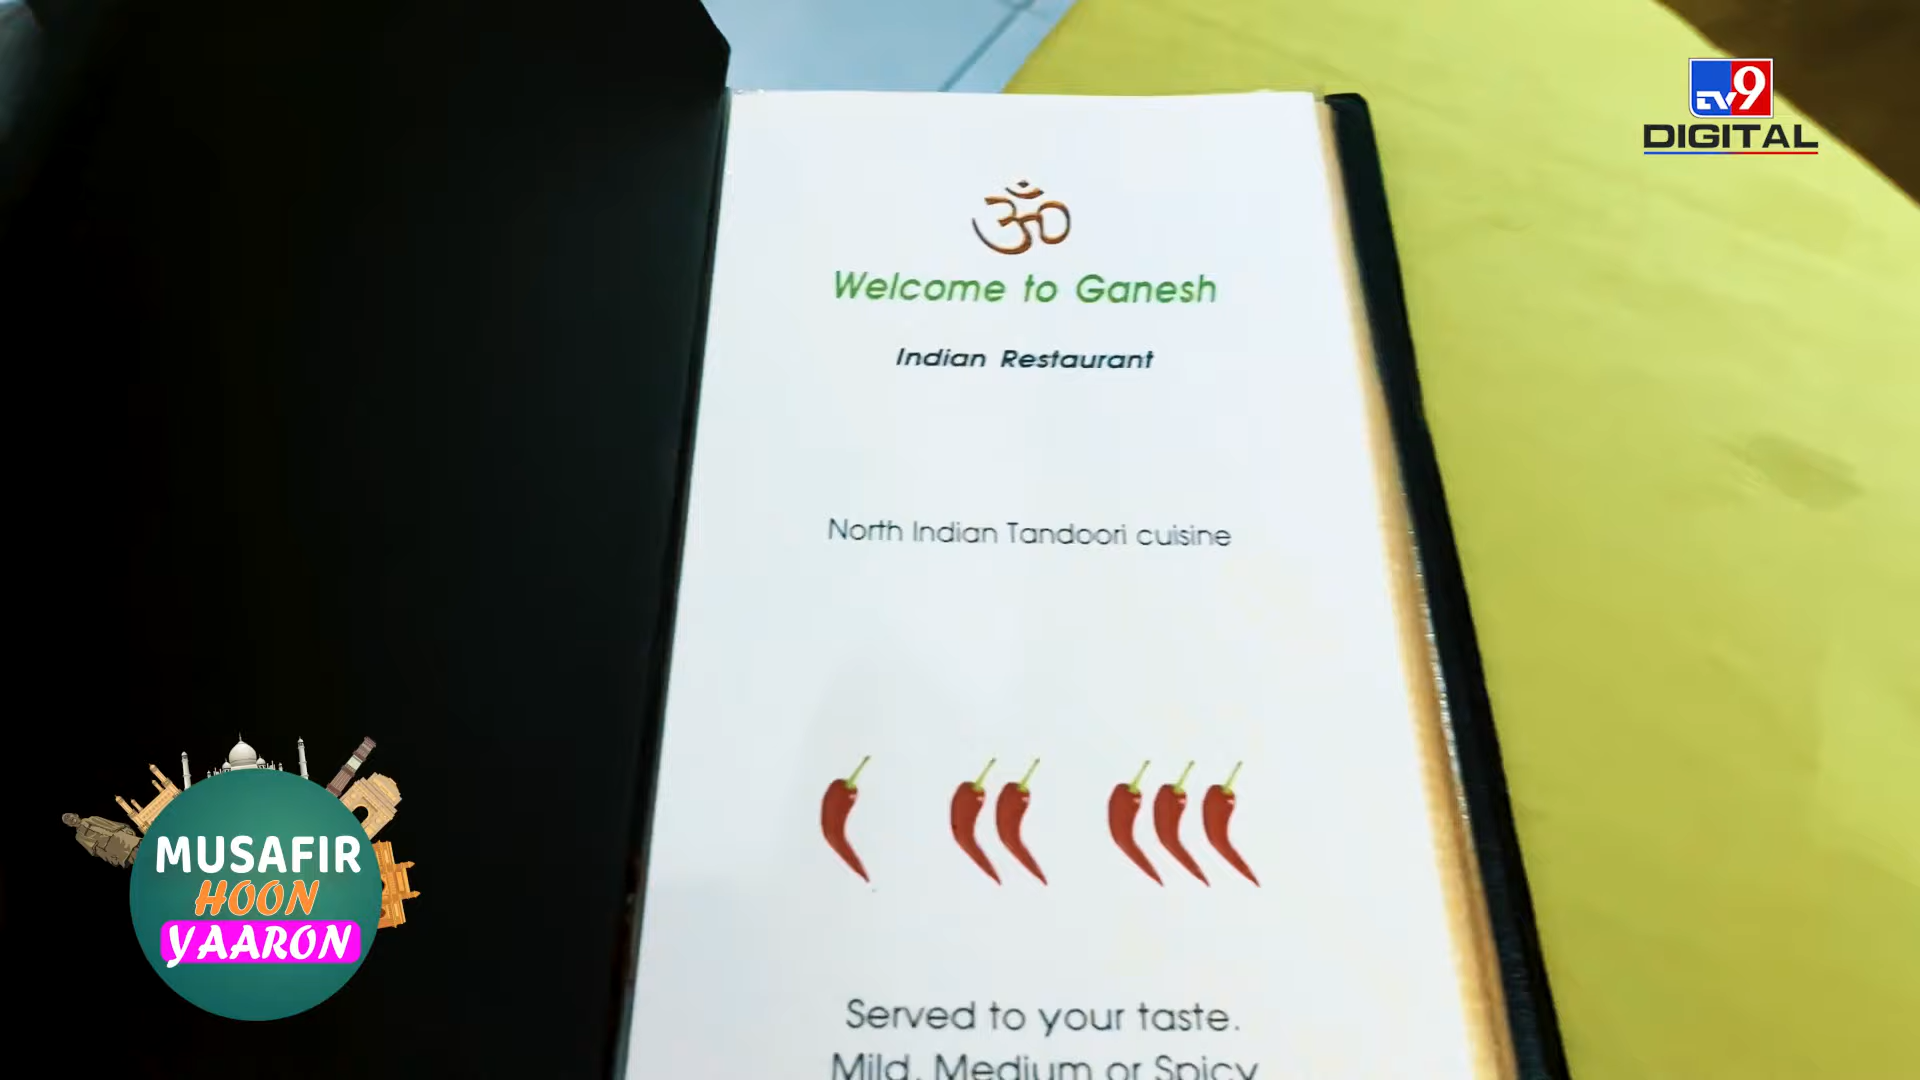 tv9
DIGITAL
ॐ
Welcome to Ganesh
Indian Restaurant
North Indian Tandoori cuisine
Served to your taste.
Mild, Medium or Spicy
MUSAFIR
HOON
YAARON